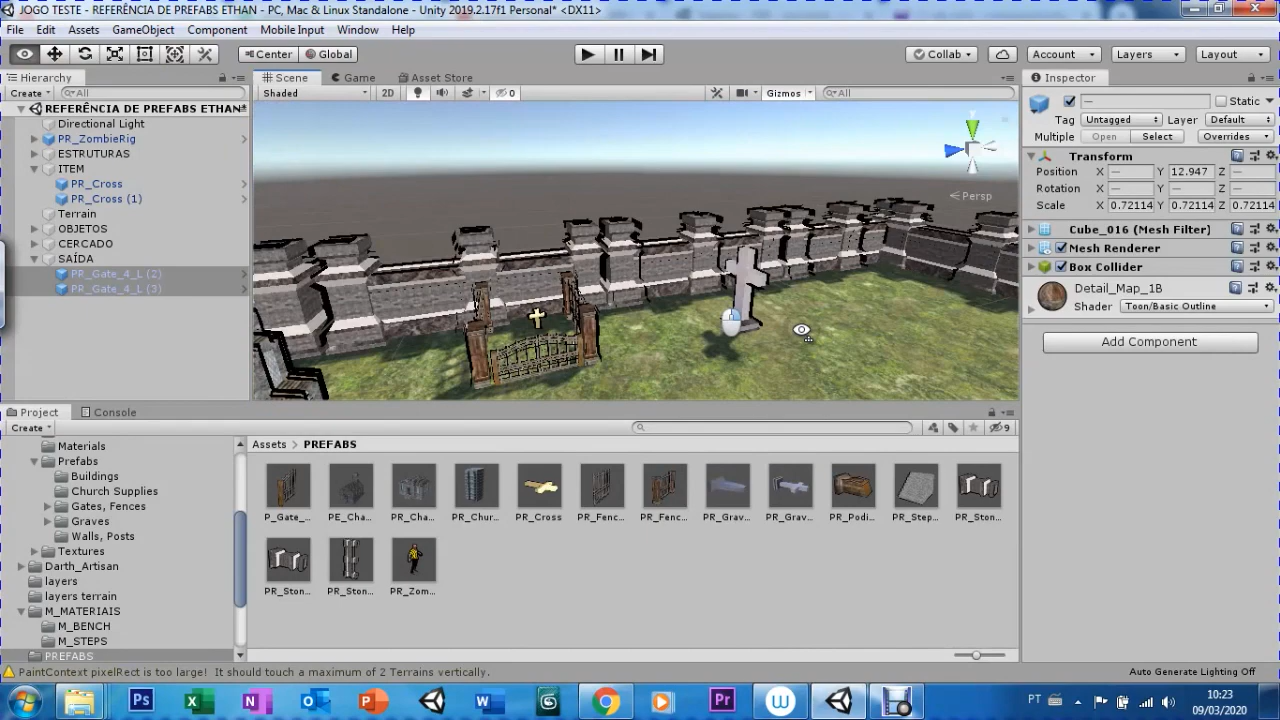 JOGO TESTE - REFERÊNCIA DE PREFABS ETHAN - PC, Mac & Linux Standalone - Unity 2019.2.17f1 Personal* <DX11>
File Edit Assets GameObject Component Mobile Input Window Help
Center Global Collab Account Layers Layout
Hierarchy Scene Game Asset Store Inspector
Create All Shaded 2D 0 Gizmos All
REFERÊNCIA DE PREFABS ETHAN*
Directional Light
PR_ZombieRig
ESTRUTURAS
ITEM
PR_Cross
PR_Cross (1)
Terrain
OBJETOS
CERCADO
SAÍDA
PR_Gate_4_L (2)
PR_Gate_4_L (3)
Persp
— Static
Tag Untagged Layer Default
Multiple Open Select Overrides
Transform
Position X — Y 12.947 Z —
Rotation X — Y — Z —
Scale X 0.72114 Y 0.72114 Z 0.72114
Cube_016 (Mesh Filter)
Mesh Renderer
Box Collider
Detail_Map_1B
Shader Toon/Basic Outline
Add Component
Project Console
Create 9
Materials
Prefabs
Buildings
Church Supplies
Gates, Fences
Graves
Walls, Posts
Textures
Darth_Artisan
layers
layers terrain
M_MATERIAIS
M_BENCH
M_STEPS
PREFABS
Assets > PREFABS
P_Gate_... PE_Cha... PR_Cha... PR_Chur... PR_Cross PR_Fenc... PR_Fenc... PR_Grav... PR_Grav... PR_Podi... PR_Step... PR_Ston...
PR_Ston... PR_Ston... PR_Zom...
PaintContext pixelRect is too large! It should touch a maximum of 2 Terrains vertically.
Auto Generate Lighting Off
PT 10:23
09/03/2020